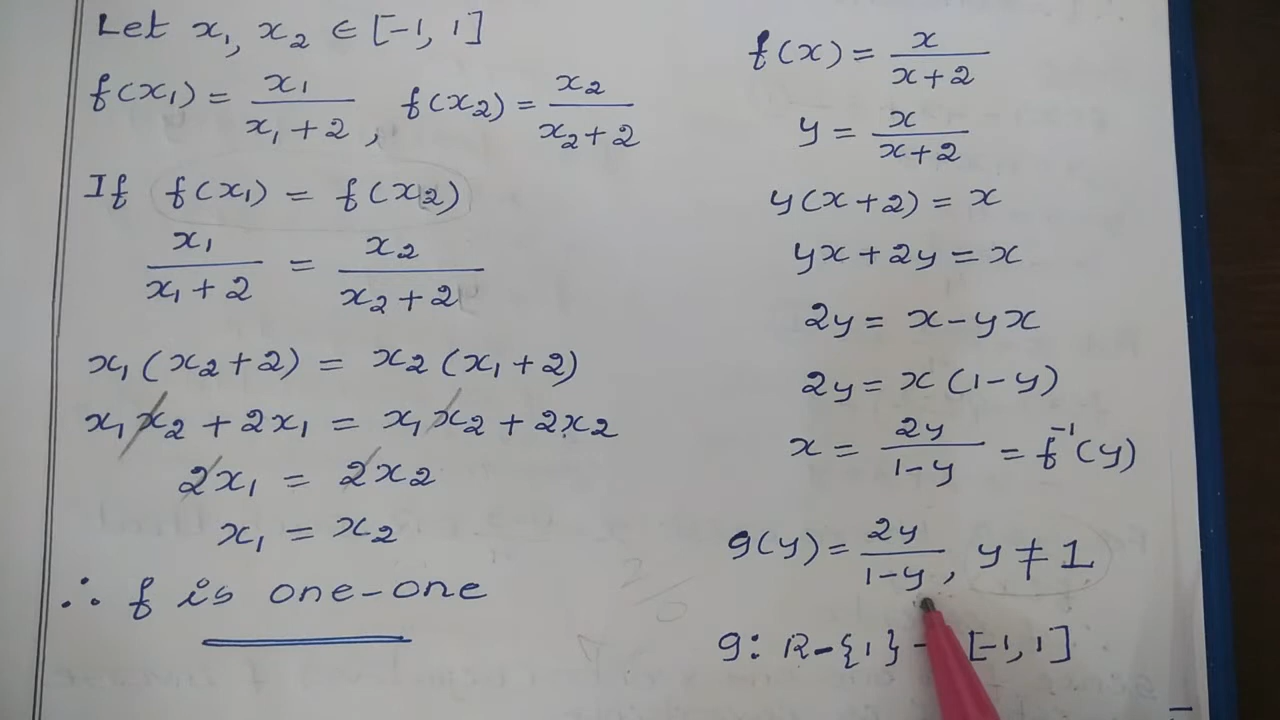 Let x₁, x₂ ∈ [-1, 1]
f(x₁) = x₁/(x₁ + 2), f(x₂) = x₂/(x₂ + 2)
If f(x₁) = f(x₂)
x₁/(x₁ + 2) = x₂/(x₂ + 2)
x₁(x₂ + 2) = x₂(x₁ + 2)
x₁x₂ + 2x₁ = x₁x₂ + 2x₂
2x₁ = 2x₂
x₁ = x₂
∴ f is one-one
f(x) = x/(x + 2)
y = x/(x + 2)
y(x + 2) = x
yx + 2y = x
2y = x - yx
2y = x(1 - y)
x = 2y/(1 - y) = f⁻¹(y)
g(y) = 2y/(1 - y), y ≠ 1
g: R - {1} - [-1, 1]